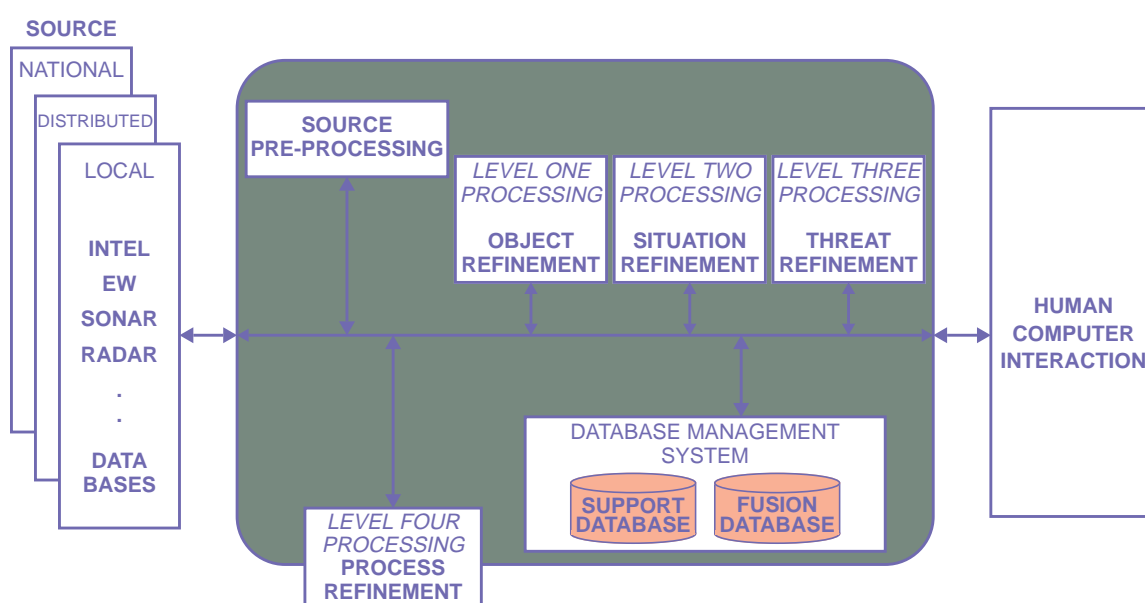 SOURCE
NATIONAL
DISTRIBUTED
LOCAL
INTEL
EW
SONAR
RADAR
.
.
DATA
BASES
SOURCE
PRE-PROCESSING
LEVEL ONE
PROCESSING
OBJECT
REFINEMENT
LEVEL TWO
PROCESSING
SITUATION
REFINEMENT
LEVEL THREE
PROCESSING
THREAT
REFINEMENT
LEVEL FOUR
PROCESSING
PROCESS
REFINEMENT
DATABASE MANAGEMENT
SYSTEM
SUPPORT
DATABASE
FUSION
DATABASE
HUMAN
COMPUTER
INTERACTION